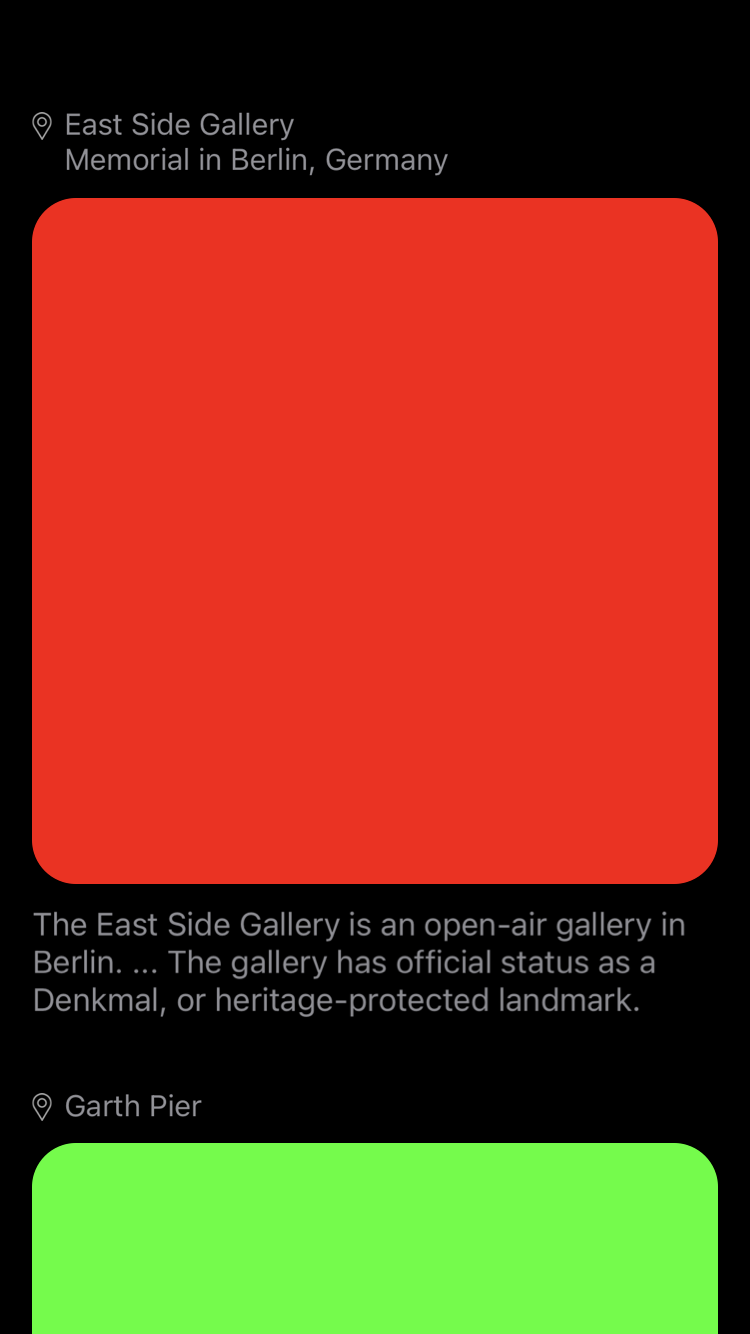 East Side Gallery
Memorial in Berlin, Germany
The East Side Gallery is an open-air gallery in
Berlin. ... The gallery has official status as a
Denkmal, or heritage-protected landmark.
Garth Pier